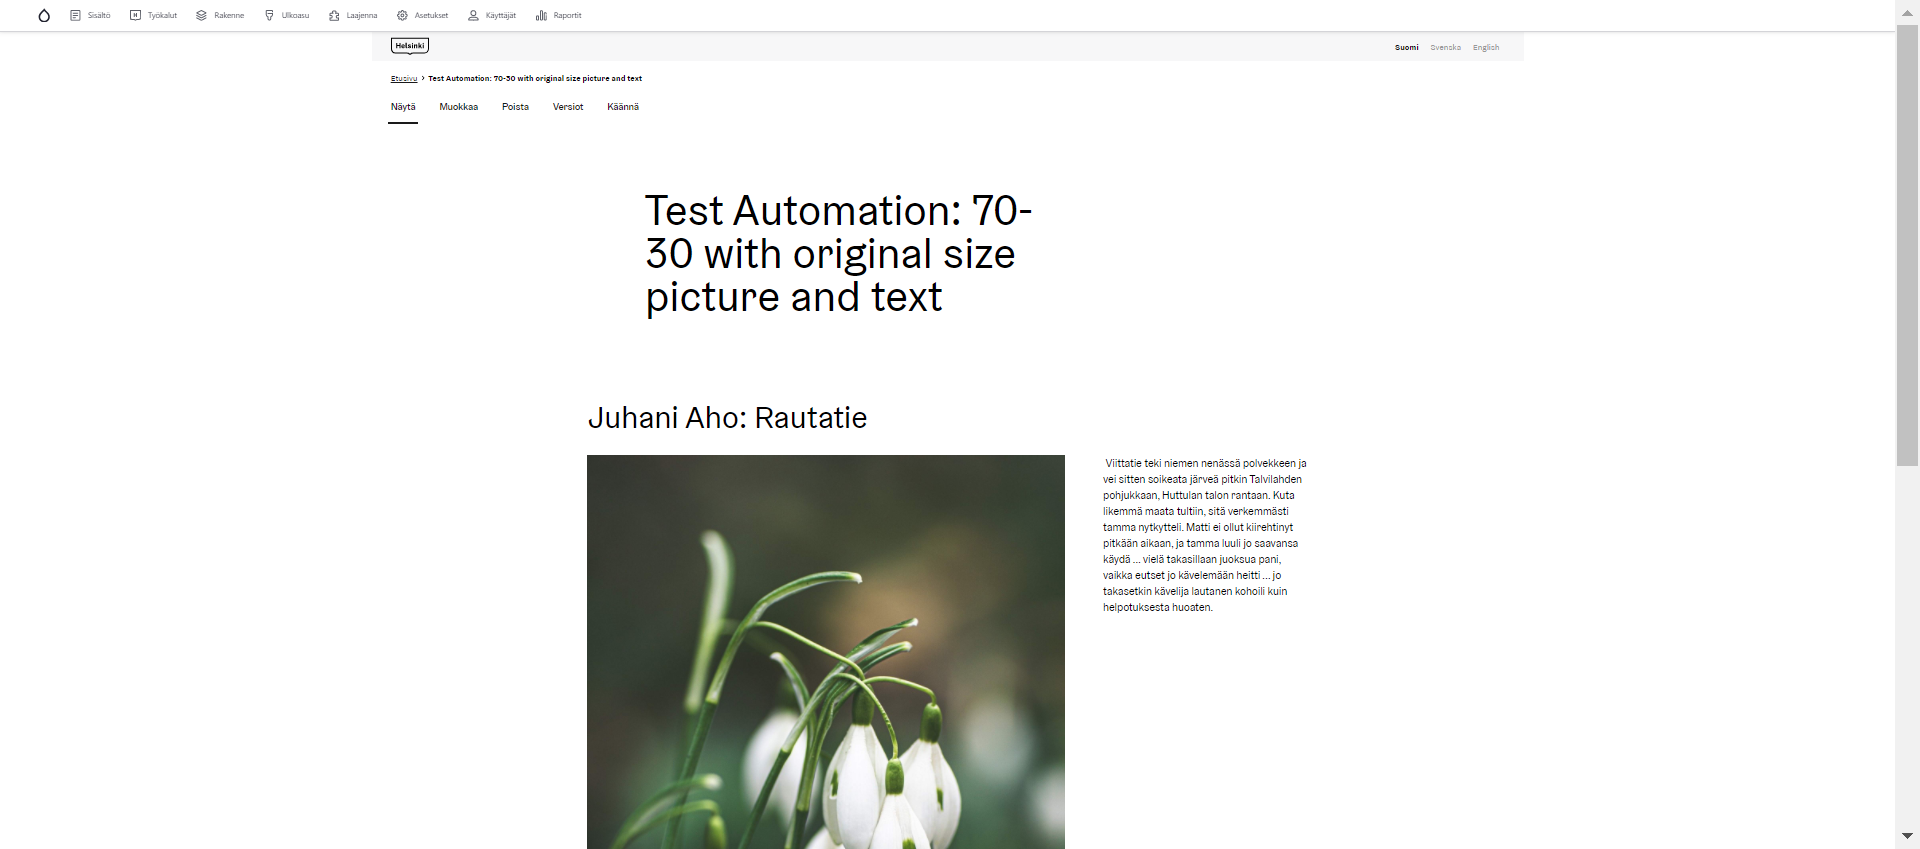 Sisältö Työkalut Rakenne Ulkoasu Laajenna Asetukset Käyttäjät Raportit
Helsinki
Suomi Svenska English
Etusivu > Test Automation: 70-30 with original size picture and text
Näytä Muokkaa Poista Versiot Käännä
Test Automation: 70-
30 with original size
picture and text
Juhani Aho: Rautatie
Viittatie teki niemen nenässä polvekkeen ja
vei sitten soikeata järveä pitkin Talvilahden
pohjukkaan, Huttulan talon rantaan. Kuta
likemmä maata tultiin, sitä verkemmästi
tamma nytkytteli. Matti ei ollut kiirehtinyt
pitkään aikaan, ja tamma luuli jo saavansa
käydä ... vielä takasillaan juoksua pani,
vaikka eutset jo kävelemään heitti ... jo
takasetkin kävelijä lautanen kohoili kuin
helpotuksesta huoaten.